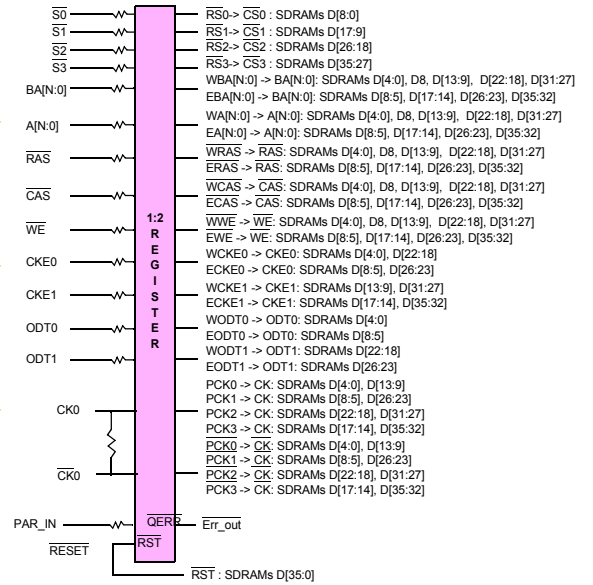 S0
RS0-> CS0 : SDRAMs D[8:0]
S1
RS1-> CS1 : SDRAMs D[17:9]
S2
RS2-> CS2 : SDRAMs D[26:18]
S3
RS3-> CS3 : SDRAMs D[35:27]
BA[N:0]
WBA[N:0] -> BA[N:0]: SDRAMs D[4:0], D8, D[13:9], D[22:18], D[31:27]
EBA[N:0] -> BA[N:0]: SDRAMs D[8:5], D[17:14], D[26:23], D[35:32]
A[N:0]
WA[N:0] -> A[N:0]: SDRAMs D[4:0], D8, D[13:9], D[22:18], D[31:27]
EA[N:0] -> A[N:0]: SDRAMs D[8:5], D[17:14], D[26:23], D[35:32]
RAS
WRAS -> RAS: SDRAMs D[4:0], D8, D[13:9], D[22:18], D[31:27]
ERAS -> RAS: SDRAMs D[8:5], D[17:14], D[26:23], D[35:32]
CAS
WCAS -> CAS: SDRAMs D[4:0], D8, D[13:9], D[22:18], D[31:27]
ECAS -> CAS: SDRAMs D[8:5], D[17:14], D[26:23], D[35:32]
WE
WWE -> WE: SDRAMs D[4:0], D8, D[13:9], D[22:18], D[31:27]
EWE -> WE: SDRAMs D[8:5], D[17:14], D[26:23], D[35:32]
CKE0
WCKE0 -> CKE0: SDRAMs D[4:0], D[22:18]
ECKE0 -> CKE0: SDRAMs D[8:5], D[26:23]
CKE1
WCKE1 -> CKE1: SDRAMs D[13:9], D[31:27]
ECKE1 -> CKE1: SDRAMs D[17:14], D[35:32]
ODT0
WODT0 -> ODT0: SDRAMs D[4:0]
EODT0 -> ODT0: SDRAMs D[8:5]
ODT1
WODT1 -> ODT1: SDRAMs D[22:18]
EODT1 -> ODT1: SDRAMs D[26:23]
1:2
R
E
G
I
S
T
E
R
CK0
PCK0 -> CK: SDRAMs D[4:0], D[13:9]
PCK1 -> CK: SDRAMs D[8:5], D[26:23]
PCK2 -> CK: SDRAMs D[22:18], D[31:27]
PCK3 -> CK: SDRAMs D[17:14], D[35:32]
CK0
PCK0 -> CK: SDRAMs D[4:0], D[13:9]
PCK1 -> CK: SDRAMs D[8:5], D[26:23]
PCK2 -> CK: SDRAMs D[22:18], D[31:27]
PCK3 -> CK: SDRAMs D[17:14], D[35:32]
PAR_IN
QERR
Err_out
RESET
RST
RST : SDRAMs D[35:0]